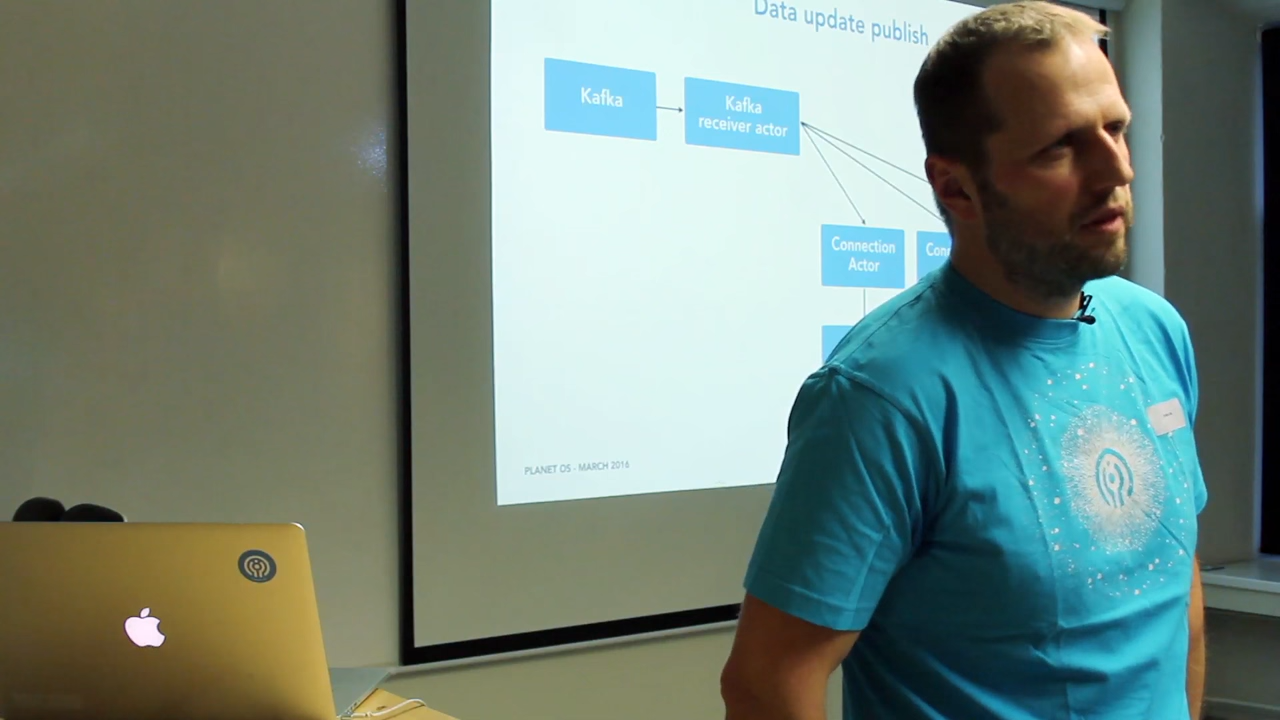 Data update publish
Kafka
Kafka
receiver actor
Connection
Actor
PLANET OS - MARCH 2016